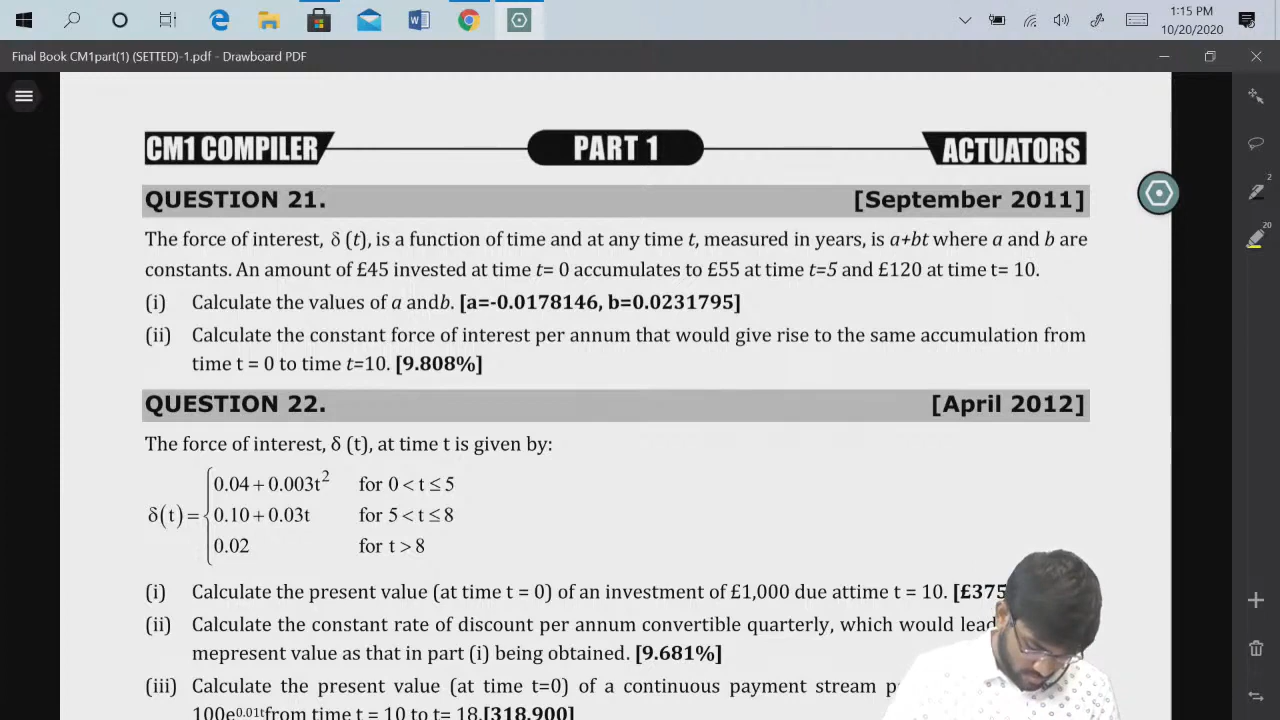 1:15 PM
10/20/2020
Final Book CM1part(1) (SETTED)-1.pdf - Drawboard PDF
CM1 COMPILER PART 1 ACTUATORS
QUESTION 21. [September 2011]
The force of interest, δ (t), is a function of time and at any time t, measured in years, is a+bt where a and b are
constants. An amount of £45 invested at time t= 0 accumulates to £55 at time t=5 and £120 at time t= 10.
(i) Calculate the values of a andb. [a=-0.0178146, b=0.0231795]
(ii) Calculate the constant force of interest per annum that would give rise to the same accumulation from
time t = 0 to time t=10. [9.808%]
QUESTION 22. [April 2012]
The force of interest, δ (t), at time t is given by:
0.04 + 0.003t² for 0 < t ≤ 5
δ(t) = { 0.10 + 0.03t for 5 < t ≤ 8
0.02 for t > 8
(i) Calculate the present value (at time t = 0) of an investment of £1,000 due attime t = 10. [£375
(ii) Calculate the constant rate of discount per annum convertible quarterly, which would lead
mepresent value as that in part (i) being obtained. [9.681%]
(iii) Calculate the present value (at time t=0) of a continuous payment stream
100e^0.01t from time t = 10 to t= 18.[318.900]
2
20